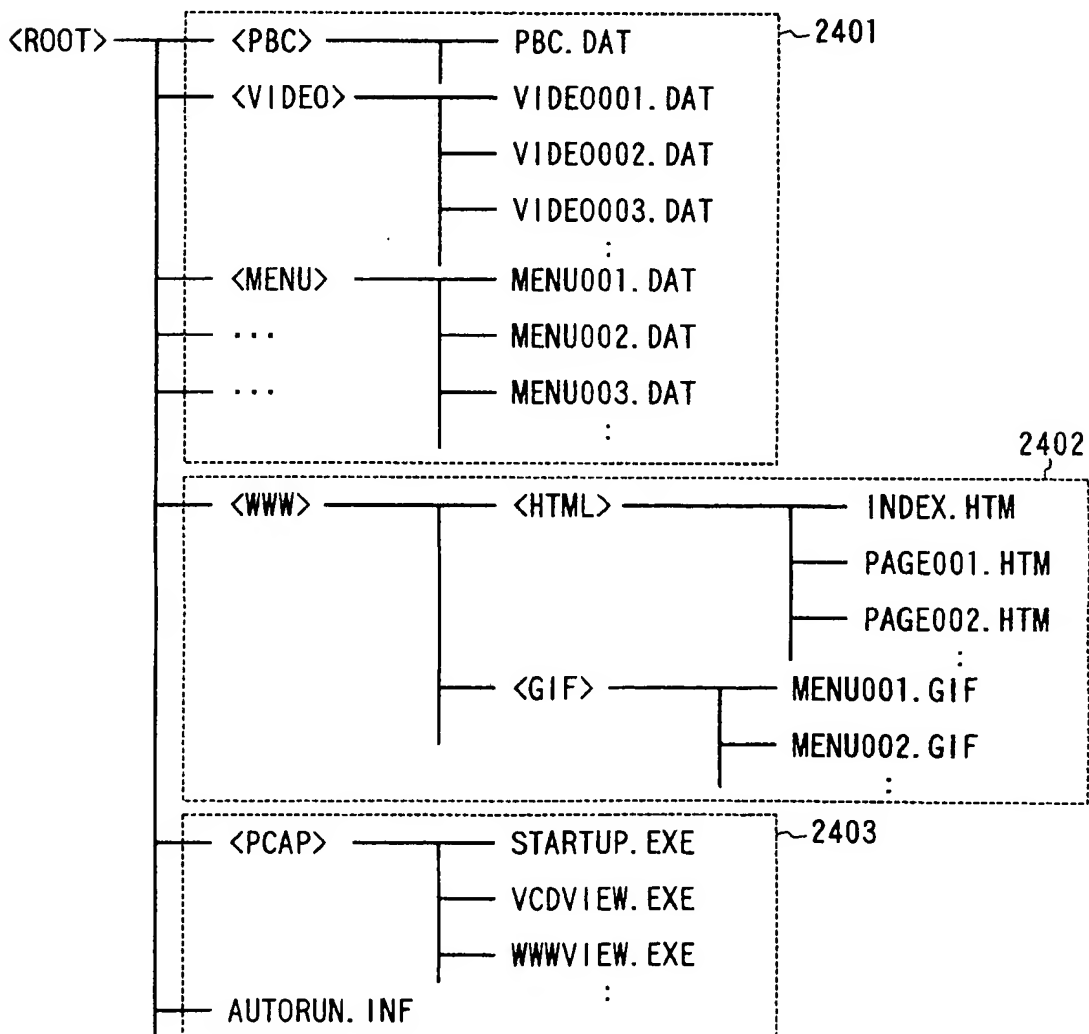 <ROOT> <PBC> PBC.DAT 2401
<VIDEO> VIDEO001.DAT
VIDEO002.DAT
VIDEO003.DAT
:
<MENU> MENU001.DAT
... MENU002.DAT
... MENU003.DAT
:
2402
<WWW> <HTML> INDEX.HTM
PAGE001.HTM
PAGE002.HTM
:
<GIF> MENU001.GIF
MENU002.GIF
:
<PCAP> STARTUP.EXE 2403
VCDVIEW.EXE
WWWVIEW.EXE
:
AUTORUN.INF